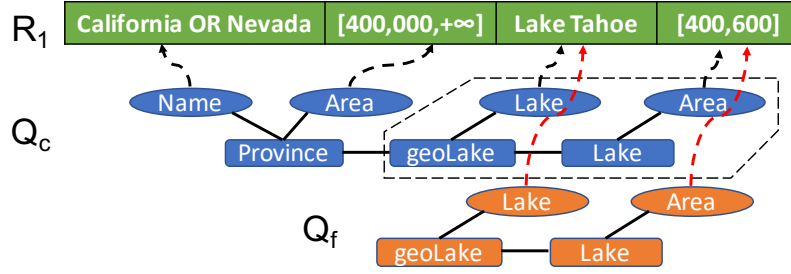 R1 California OR Nevada [400,000,+∞] Lake Tahoe [400,600]
Name Area Lake Area
Qc
Province geoLake Lake
Lake Area
Qf
geoLake Lake